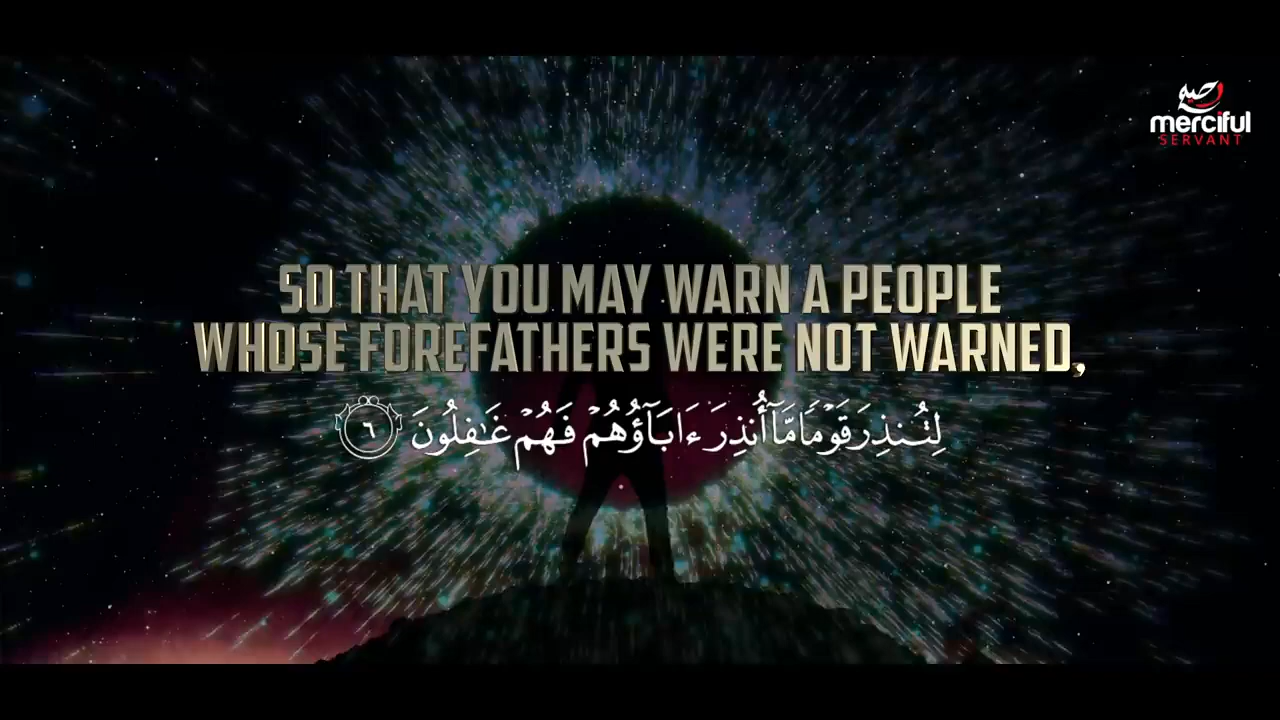 merciful
SERVANT
SO THAT YOU MAY WARN A PEOPLE
WHOSE FOREFATHERS WERE NOT WARNED,
لِتُنذِرَ قَوْمًا مَّآ أُنذِرَ ءَابَآؤُهُمْ فَهُمْ غَٰفِلُونَ ٦